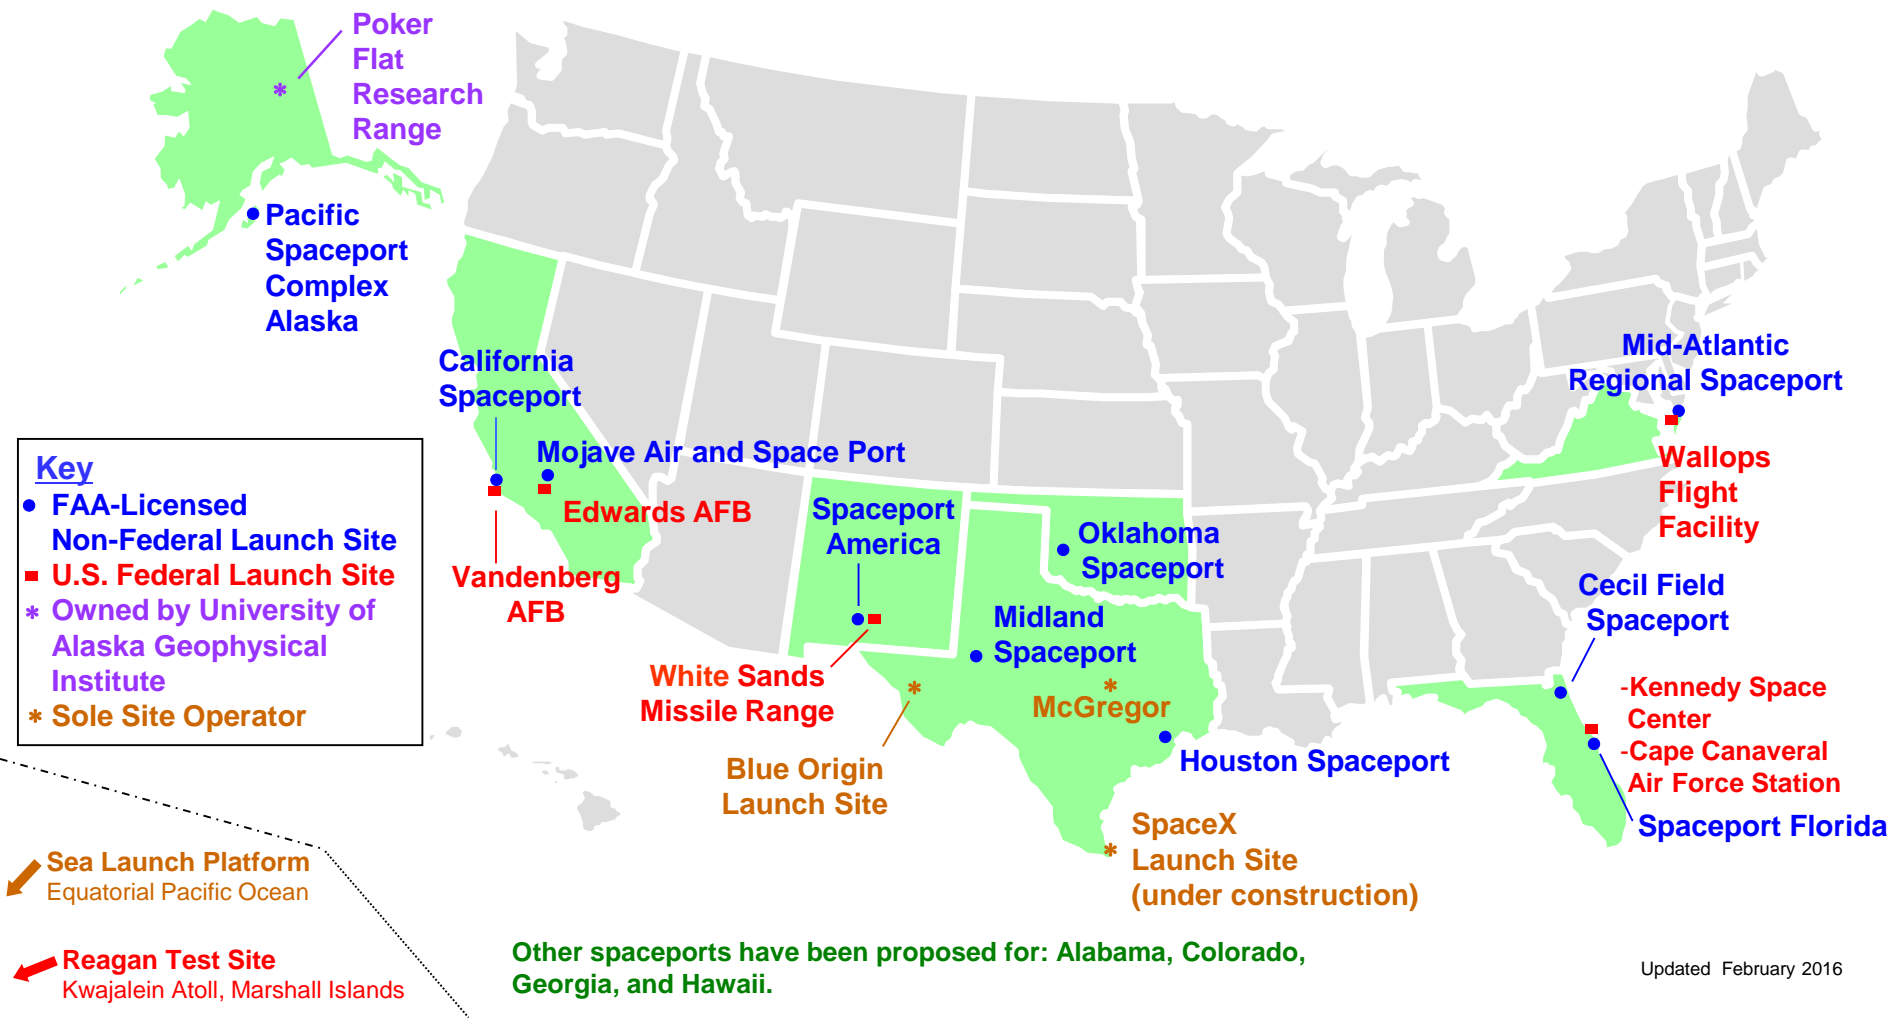 Poker
Flat
Research
Range
Pacific
Spaceport
Complex
Alaska
California
Spaceport
Mojave Air and Space Port
Edwards AFB
Vandenberg
AFB
Spaceport
America
Oklahoma
Spaceport
Midland
Spaceport
White Sands
Missile Range
McGregor
Blue Origin
Launch Site
Houston Spaceport
SpaceX
Launch Site
(under construction)
Mid-Atlantic
Regional Spaceport
Wallops
Flight
Facility
Cecil Field
Spaceport
-Kennedy Space
Center
-Cape Canaveral
Air Force Station
Spaceport Florida
Key
FAA-Licensed
Non-Federal Launch Site
U.S. Federal Launch Site
Owned by University of
Alaska Geophysical
Institute
Sole Site Operator
Sea Launch Platform
Equatorial Pacific Ocean
Reagan Test Site
Kwajalein Atoll, Marshall Islands
Other spaceports have been proposed for: Alabama, Colorado,
Georgia, and Hawaii.
Updated February 2016